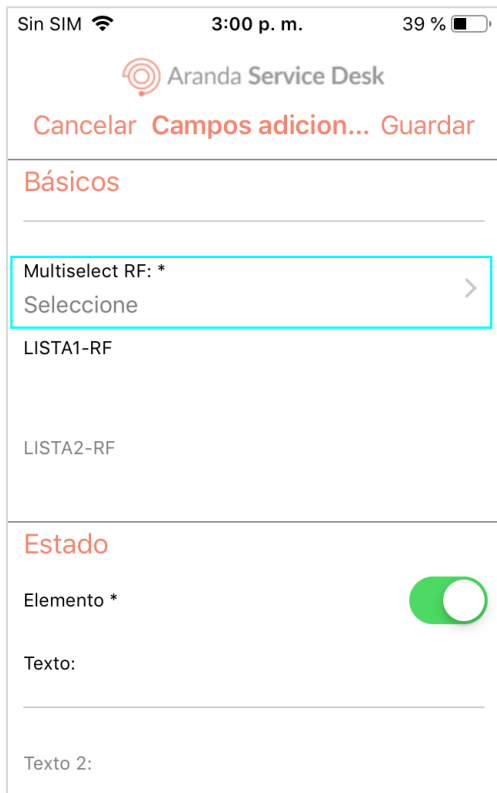 Sin SIM 3:00 p. m. 39 %
Aranda Service Desk
Cancelar Campos adicion... Guardar
Básicos
Multiselect RF: *
Seleccione
LISTA1-RF
LISTA2-RF
Estado
Elemento *
Texto:
Texto 2: